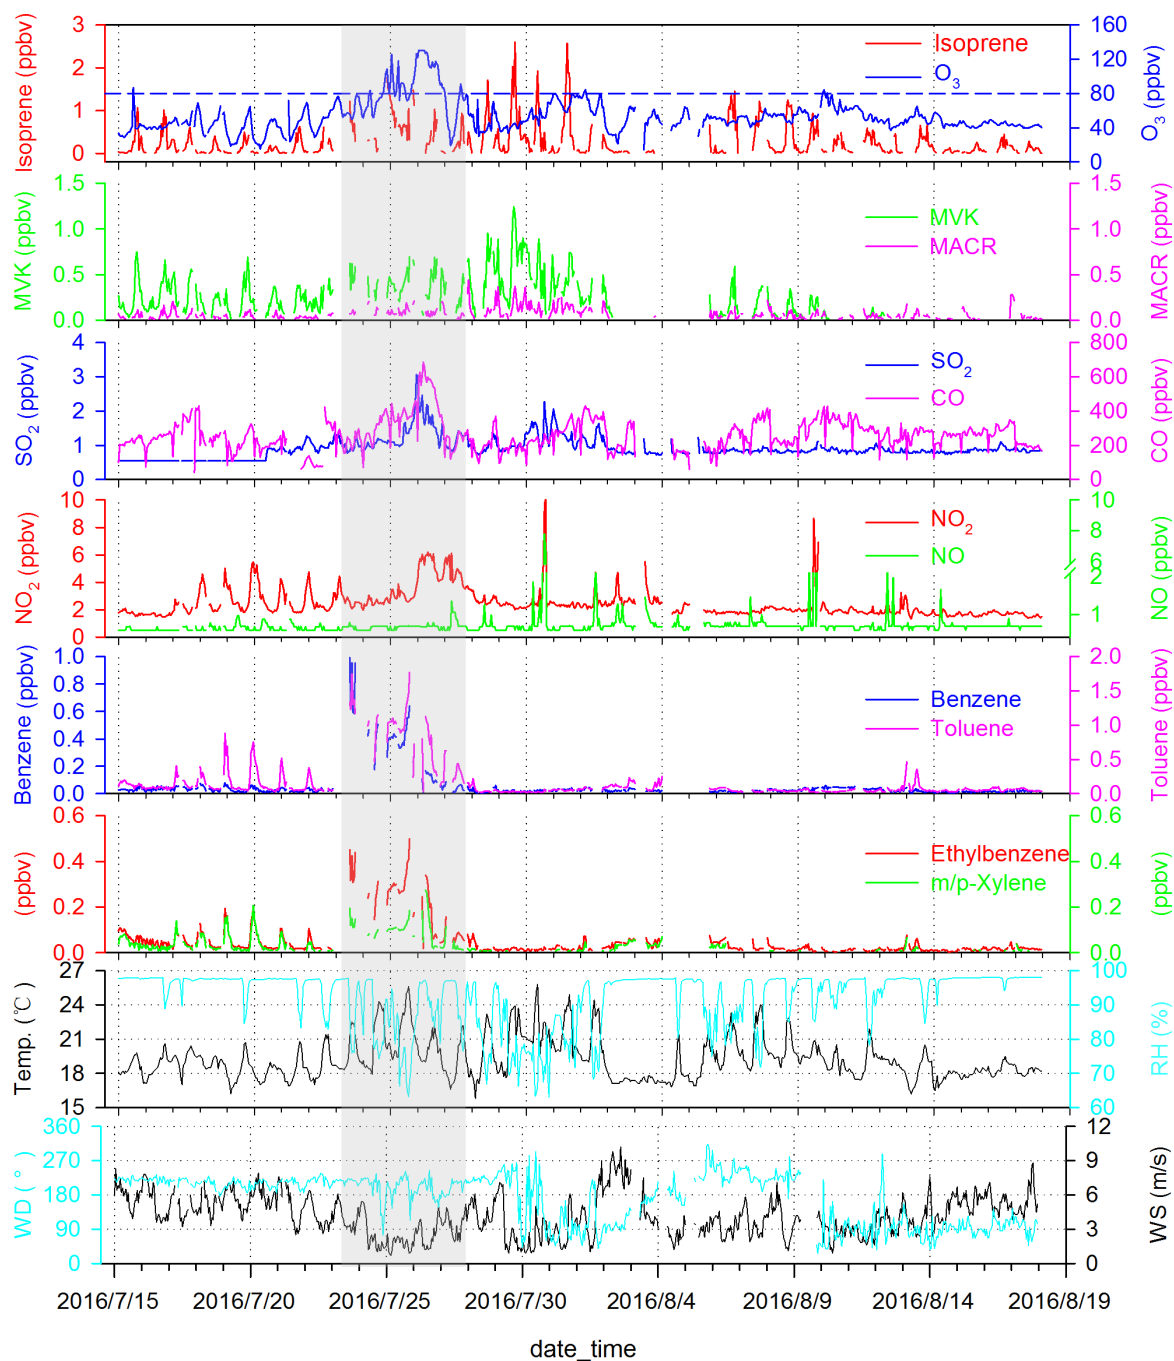 Isoprene (ppbv)
3
2
1
0
Isoprene
O3
160
120
80
40
0
O3 (ppbv)
MVK (ppbv)
1.5
1.0
0.5
0.0
MVK
MACR
1.5
1.0
0.5
0.0
MACR (ppbv)
SO2 (ppbv)
4
3
2
1
0
SO2
CO
800
600
400
200
0
CO (ppbv)
NO2 (ppbv)
10
8
6
4
2
0
NO2
NO
10
8
6
2
1
NO (ppbv)
Benzene (ppbv)
1.0
0.8
0.6
0.4
0.2
0.0
Benzene
Toluene
2.0
1.5
1.0
0.5
0.0
Toluene (ppbv)
(ppbv)
0.6
0.4
0.2
0.0
Ethylbenzene
m/p-Xylene
0.6
0.4
0.2
0.0
(ppbv)
Temp. (℃)
27
24
21
18
15
100
90
80
70
60
RH (%)
WD ( ° )
360
270
180
90
0
12
9
6
3
0
WS (m/s)
2016/7/15 2016/7/20 2016/7/25 2016/7/30 2016/8/4 2016/8/9 2016/8/14 2016/8/19
date_time